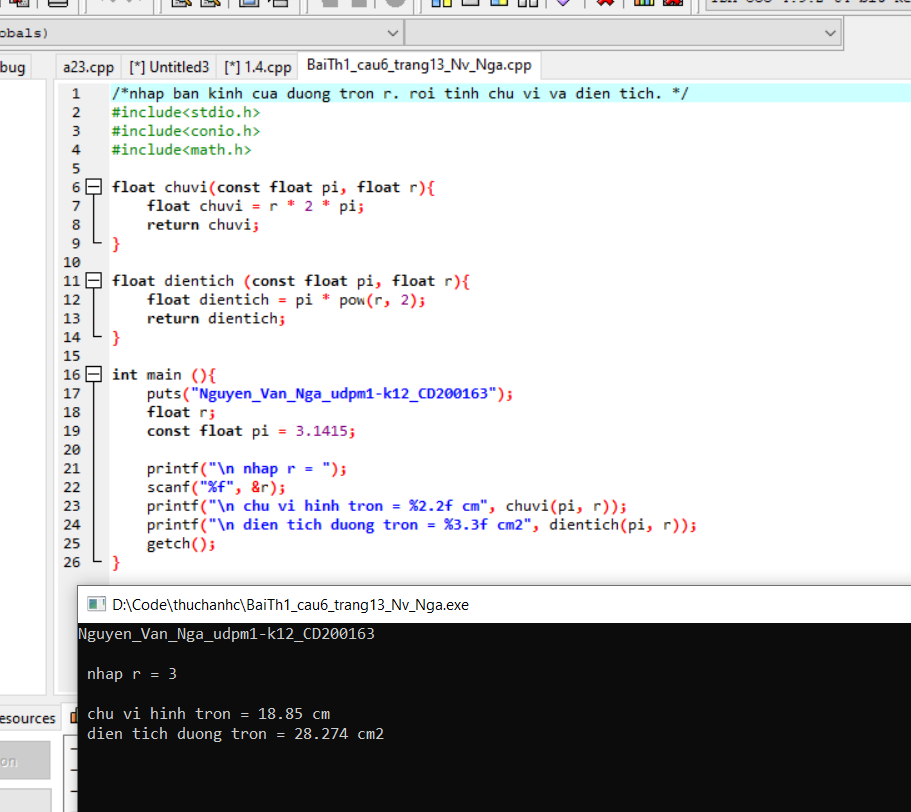 obals)
bug
a23.cpp [*] Untitled3 [*] 1.4.cpp BaiTh1_cau6_trang13_Nv_Nga.cpp
1 /*nhap ban kinh cua duong tron r. roi tinh chu vi va dien tich. */
2 #include<stdio.h>
3 #include<conio.h>
4 #include<math.h>
5
6 float chuvi(const float pi, float r){
7 float chuvi = r * 2 * pi;
8 return chuvi;
9 }
10
11 float dientich (const float pi, float r){
12 float dientich = pi * pow(r, 2);
13 return dientich;
14 }
15
16 int main (){
17 puts("Nguyen_Van_Nga_udpm1-k12_CD200163");
18 float r;
19 const float pi = 3.1415;
20
21 printf("\n nhap r = ");
22 scanf("%f", &r);
23 printf("\n chu vi hinh tron = %2.2f cm", chuvi(pi, r));
24 printf("\n dien tich duong tron = %3.3f cm2", dientich(pi, r));
25 getch();
26 }
D:\Code\thuchanhc\BaiTh1_cau6_trang13_Nv_Nga.exe
Nguyen_Van_Nga_udpm1-k12_CD200163
nhap r = 3
chu vi hinh tron = 18.85 cm
dien tich duong tron = 28.274 cm2
esources
on